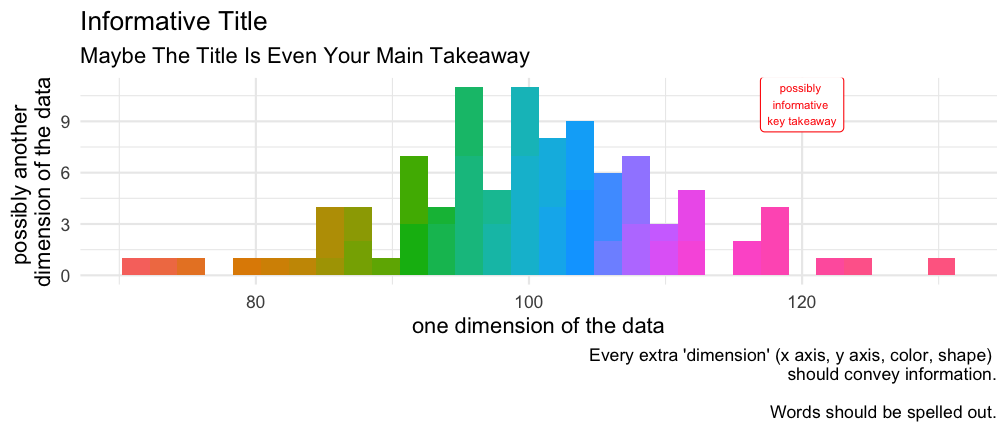 Informative Title
Maybe The Title Is Even Your Main Takeaway
possibly another
dimension of the data
9
6
3
0
possibly
informative
key takeaway
80
100
120
one dimension of the data
Every extra 'dimension' (x axis, y axis, color, shape)
should convey information.
Words should be spelled out.